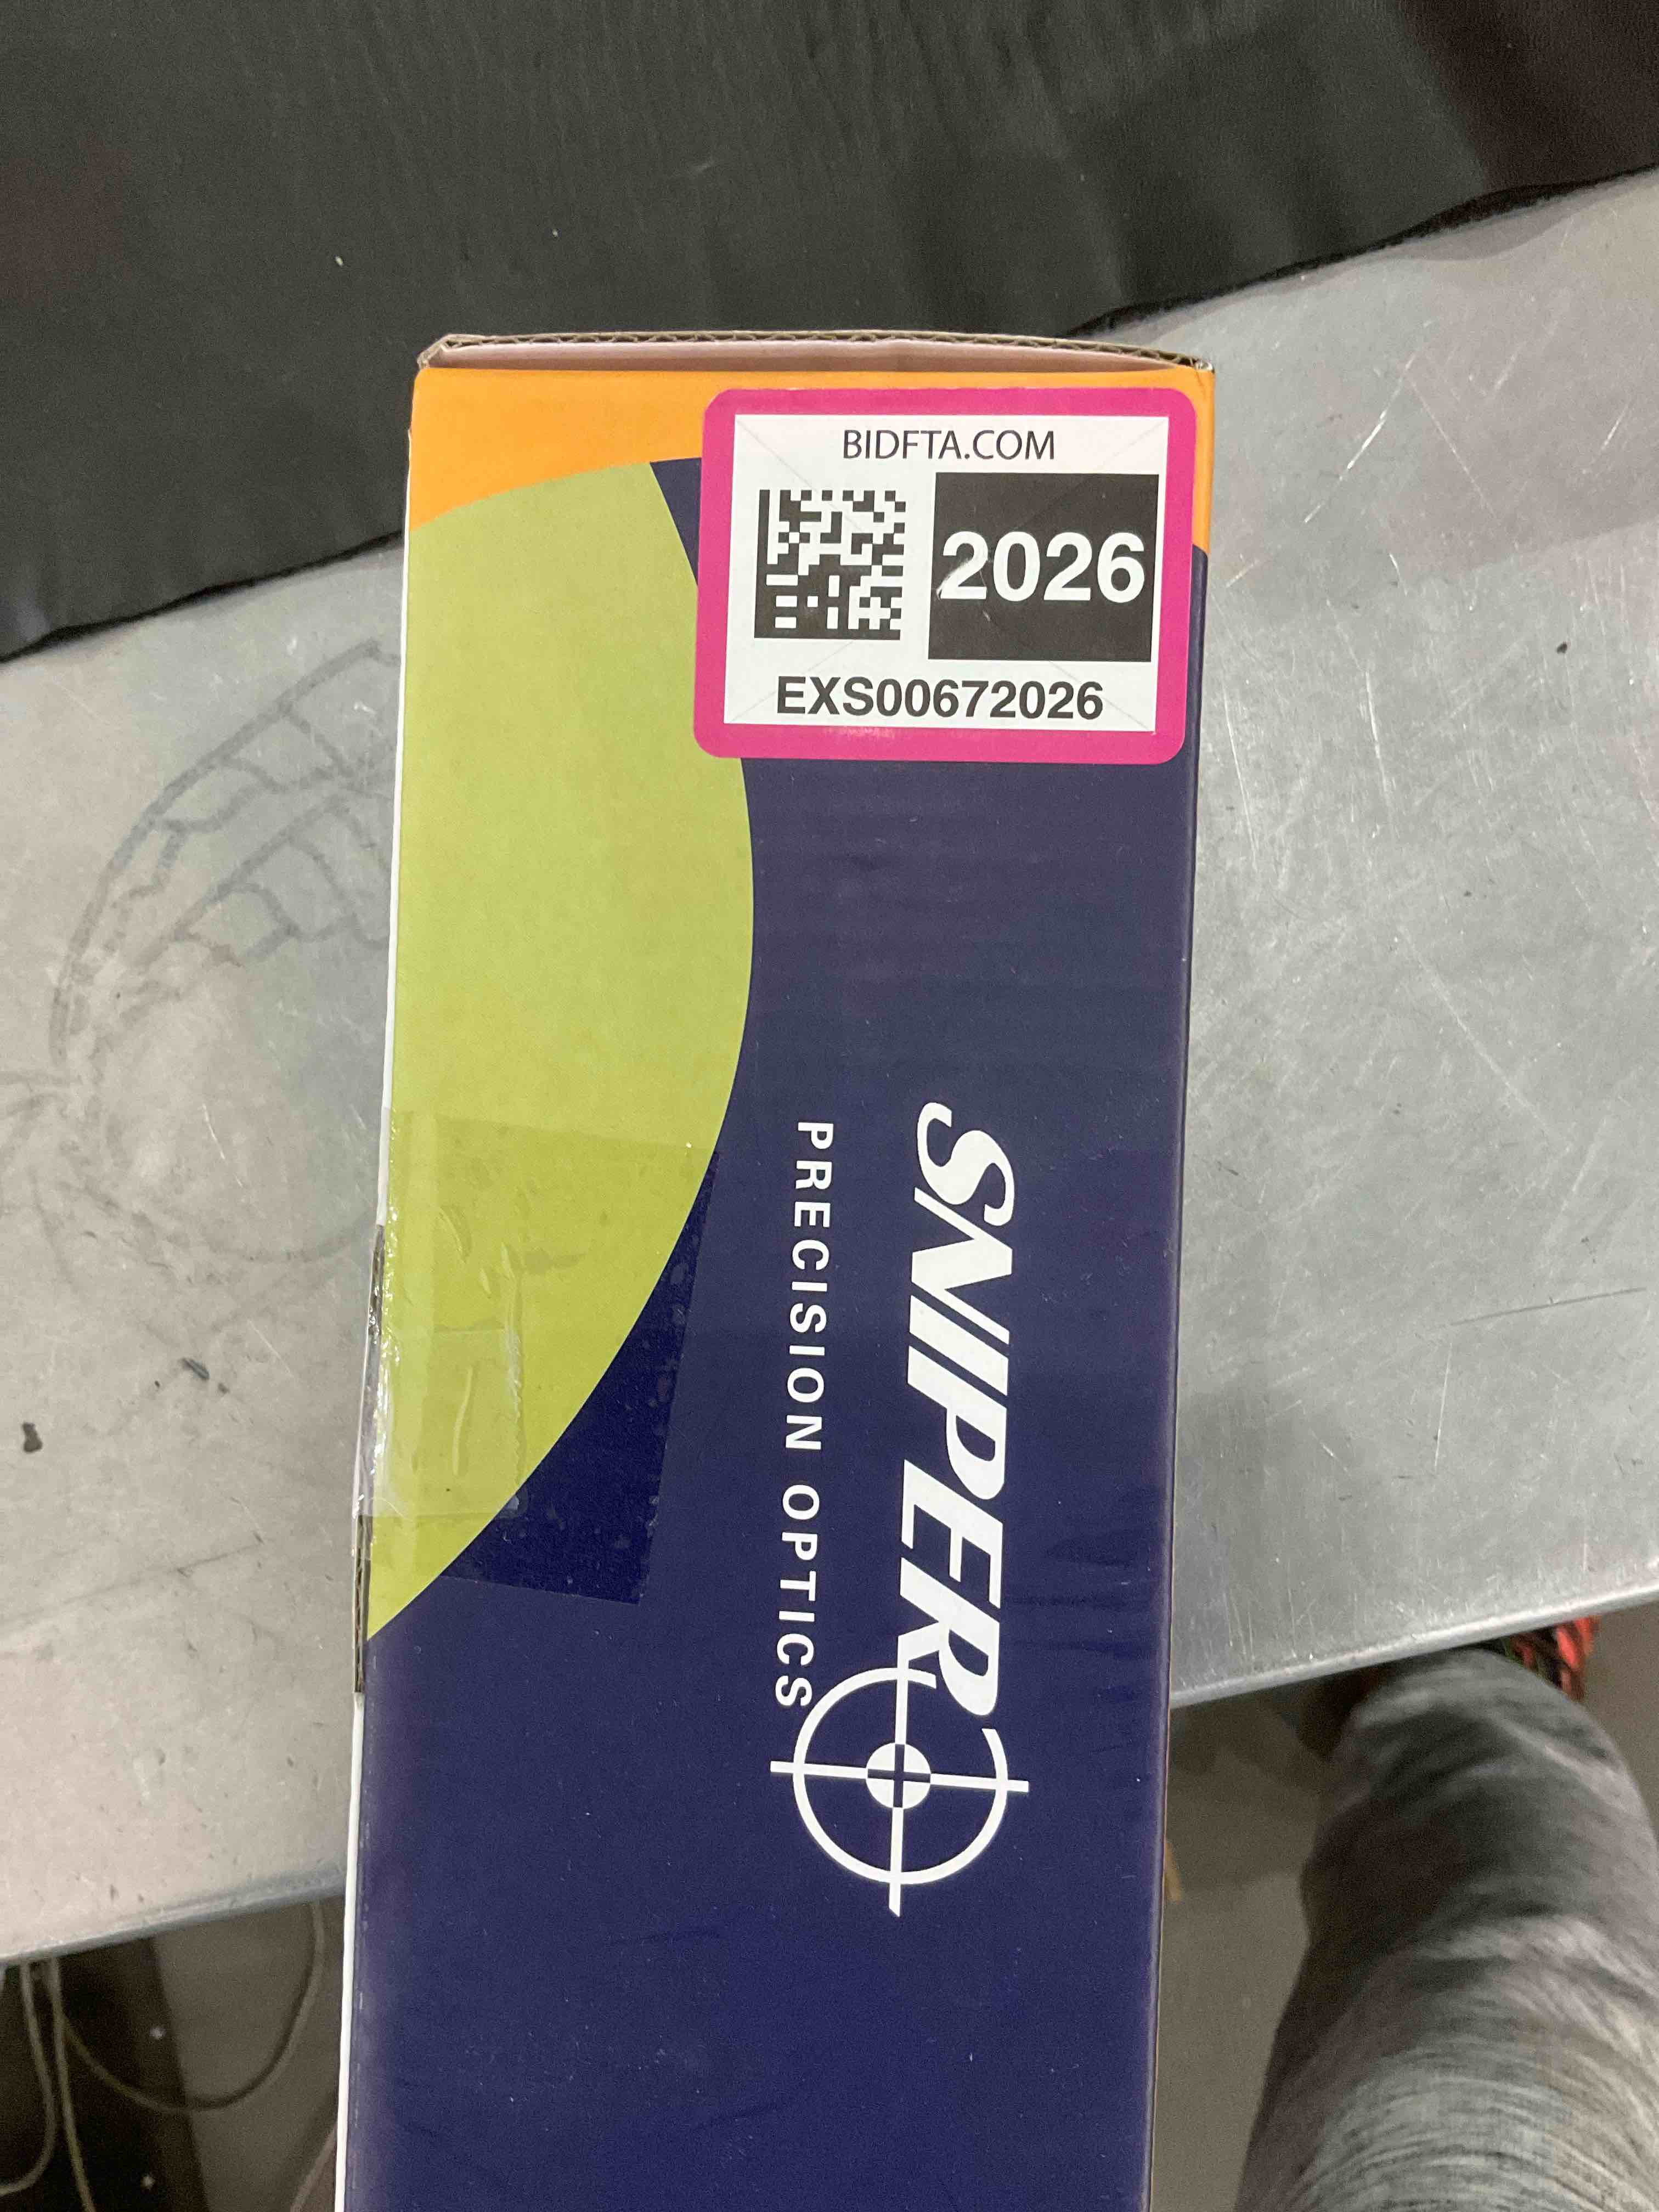 BIDFTA.COM
2026
EXS00672026
SNIPER
PRECISION OPTICS